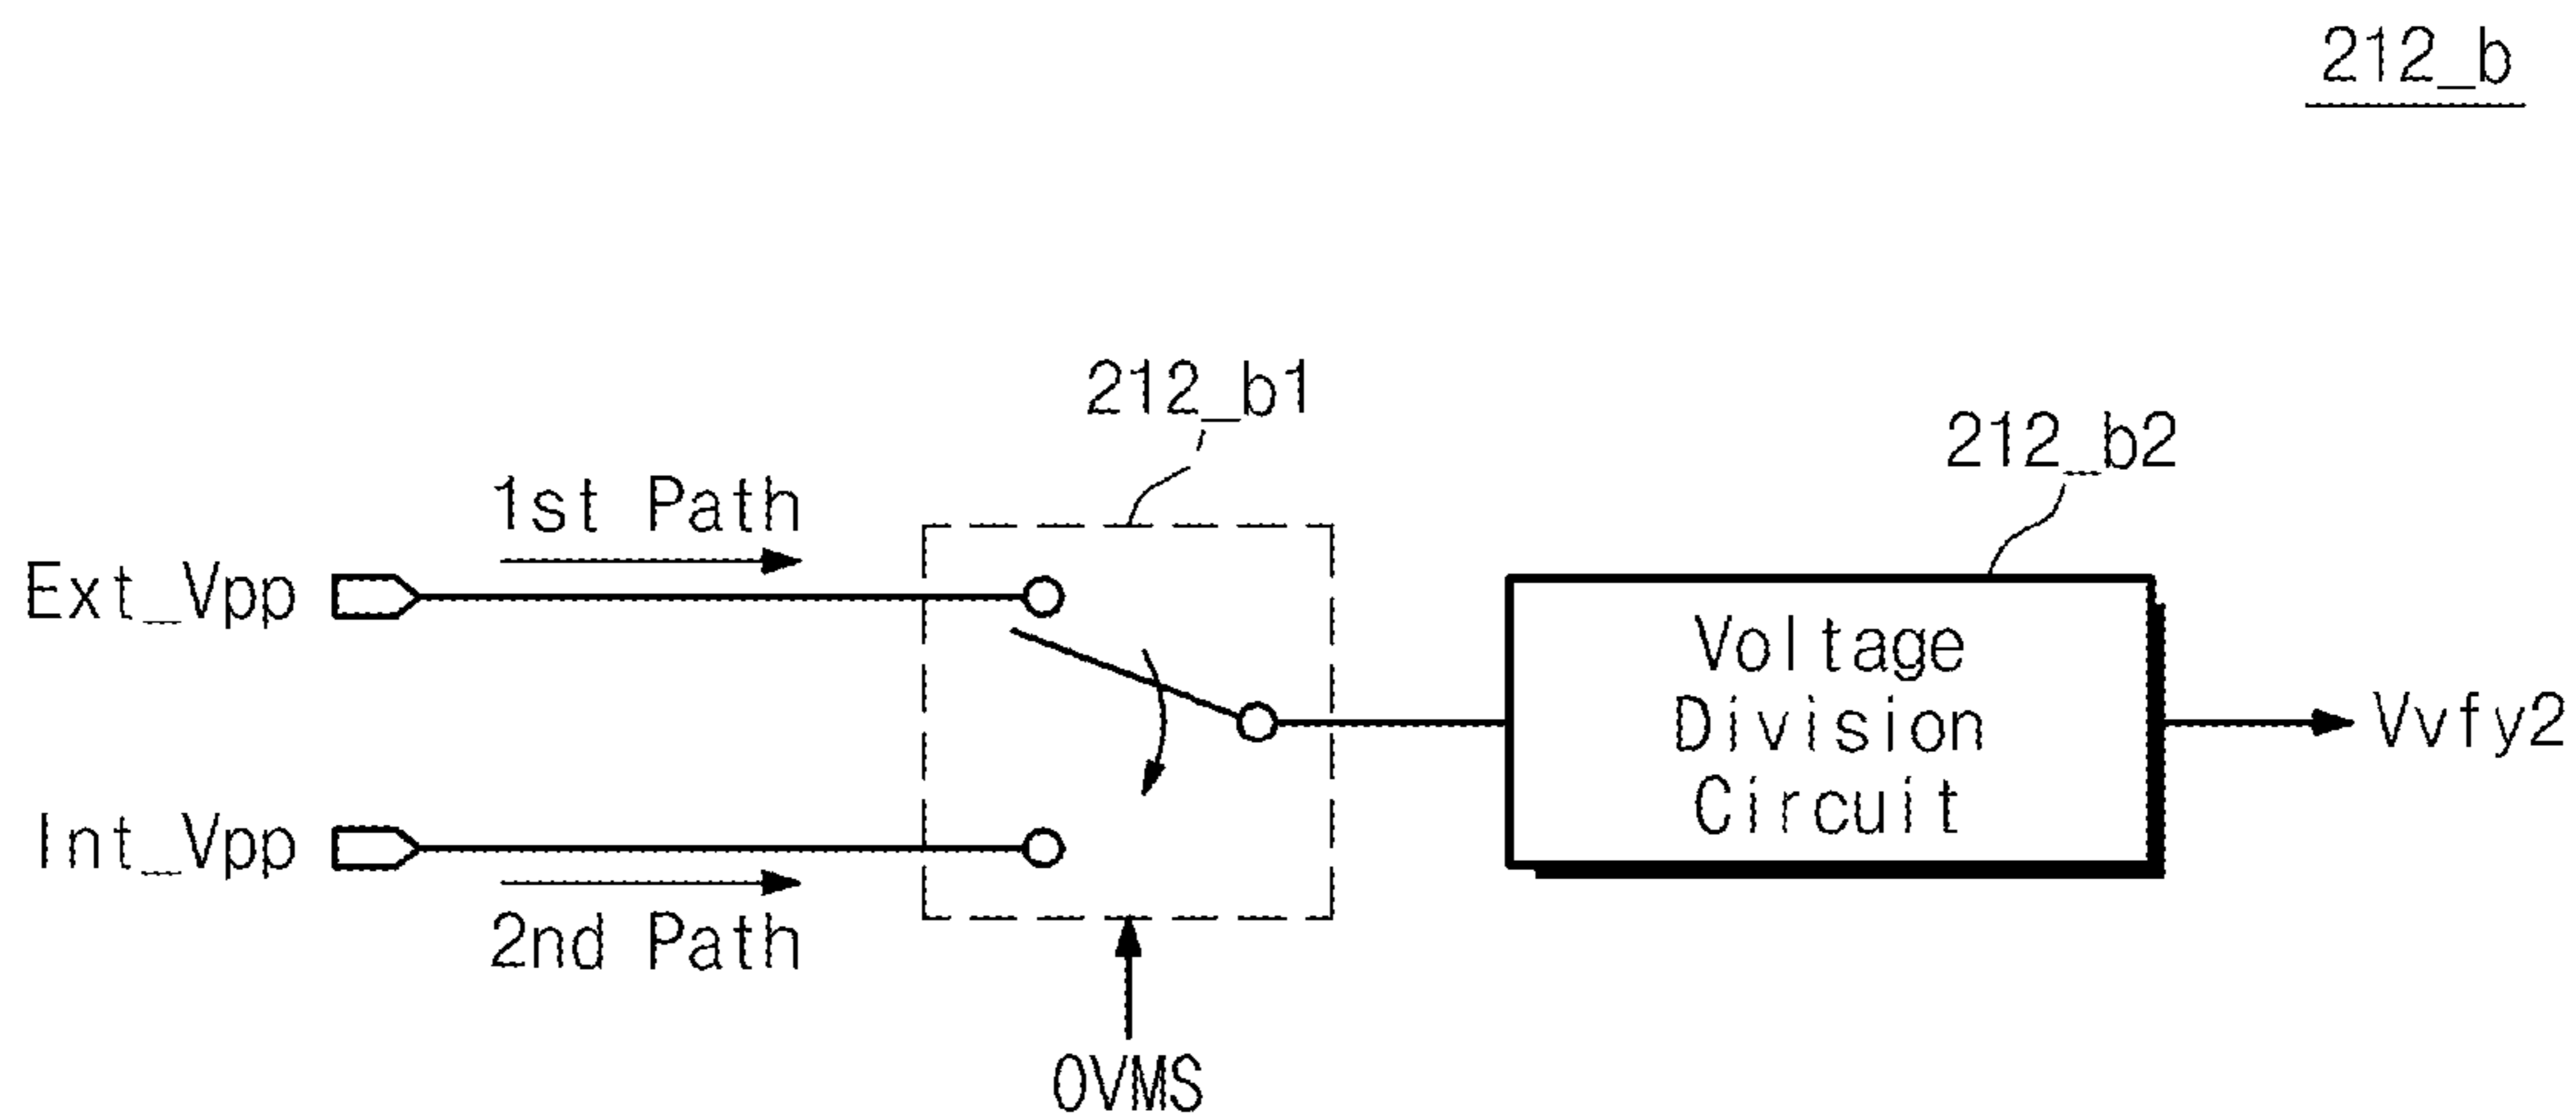 212_b
212_b1
212_b2
1st Path
Ext_Vpp
Voltage
Division
Circuit
Vvfy2
Int_Vpp
2nd Path
OVMS